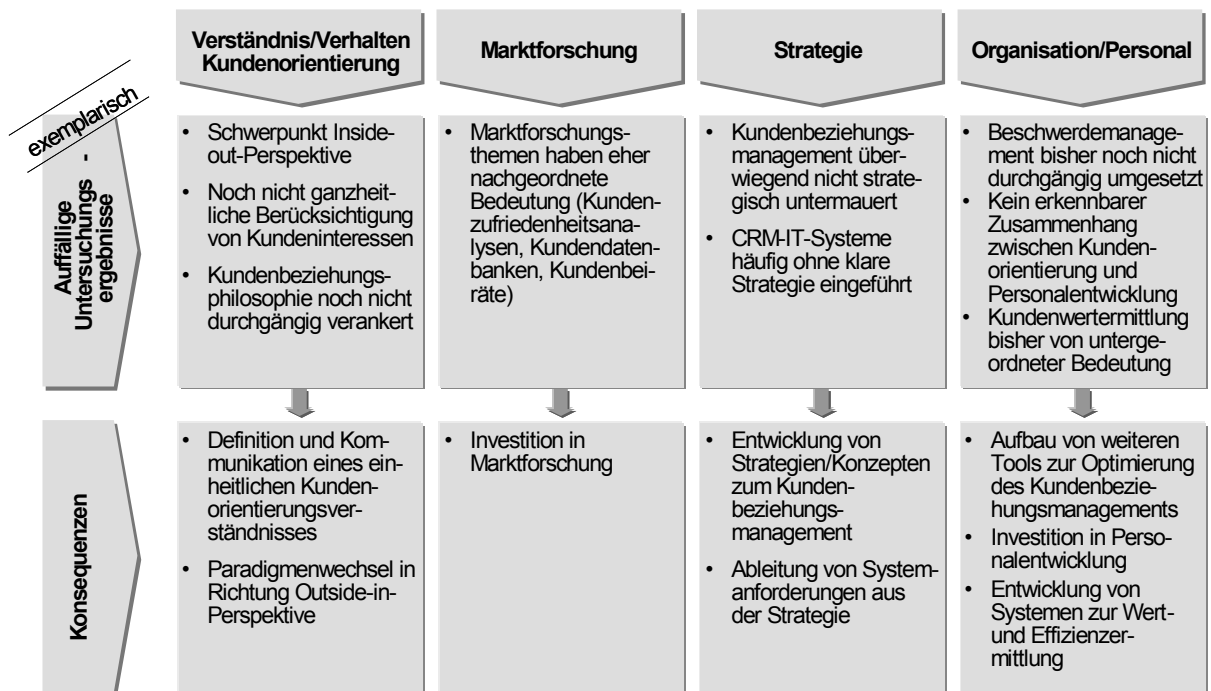 Verständnis/Verhalten
Kundenorientierung
Marktforschung
Strategie
Organisation/Personal
exemplarisch
Auffällige
Untersuchungs -
ergebnisse
• Schwerpunkt Inside-
out-Perspektive
• Noch nicht ganzheit-
liche Berücksichtigung
von Kundeninteressen
• Kundenbeziehungs-
philosophie noch nicht
durchgängig verankert
• Marktforschungs-
themen haben eher
nachgeordnete
Bedeutung (Kunden-
zufriedenheitsana-
lysen, Kundendaten-
banken, Kundenbei-
räte)
• Kundenbeziehungs-
management über-
wiegend nicht strate-
gisch untermauert
• CRM-IT-Systeme
häufig ohne klare
Strategie eingeführt
• Beschwerdemanage-
ment bisher noch nicht
durchgängig umgesetzt
• Kein erkennbarer
Zusammenhang
zwischen Kunden-
orientierung und
Personalentwicklung
• Kundenwertermittlung
bisher von unterge-
ordneter Bedeutung
Konsequenzen
• Definition und Kom-
munikation eines ein-
heitlichen Kunden-
orientierungsver-
ständnisses
• Paradigmenwechsel in
Richtung Outside-in-
Perspektive
• Investition in
Marktforschung
• Entwicklung von
Strategien/Konzepten
zum Kunden-
beziehungs-
management
• Ableitung von System-
anforderungen aus
der Strategie
• Aufbau von weiteren
Tools zur Optimierung
des Kundenbezie-
hungsmanagements
• Investition in Perso-
nalentwicklung
• Entwicklung von
Systemen zur Wert-
und Effizienzer-
mittlung